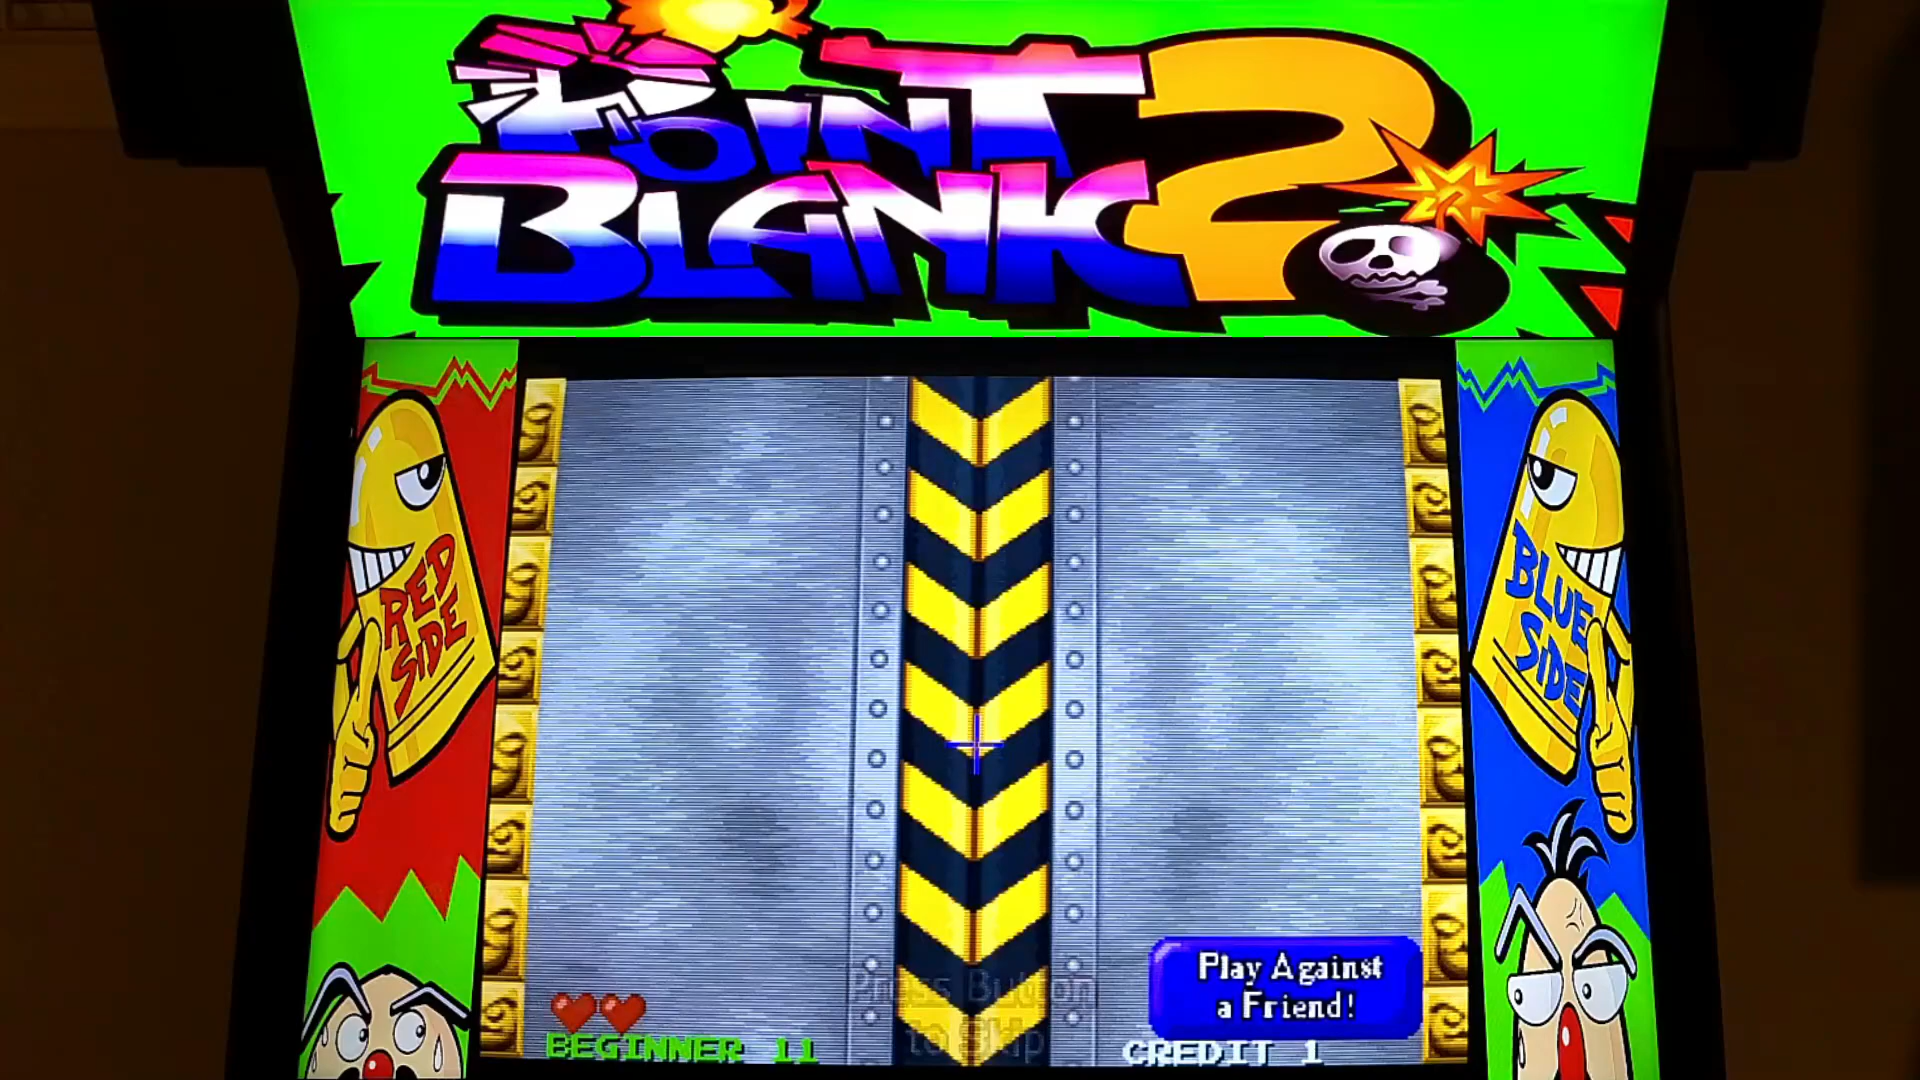 POINT
BLANK 2
RED
SIDE
BLUE
SIDE
Press Button
to Skip
Play Against
a Friend!
BEGINNER 11
CREDIT 1